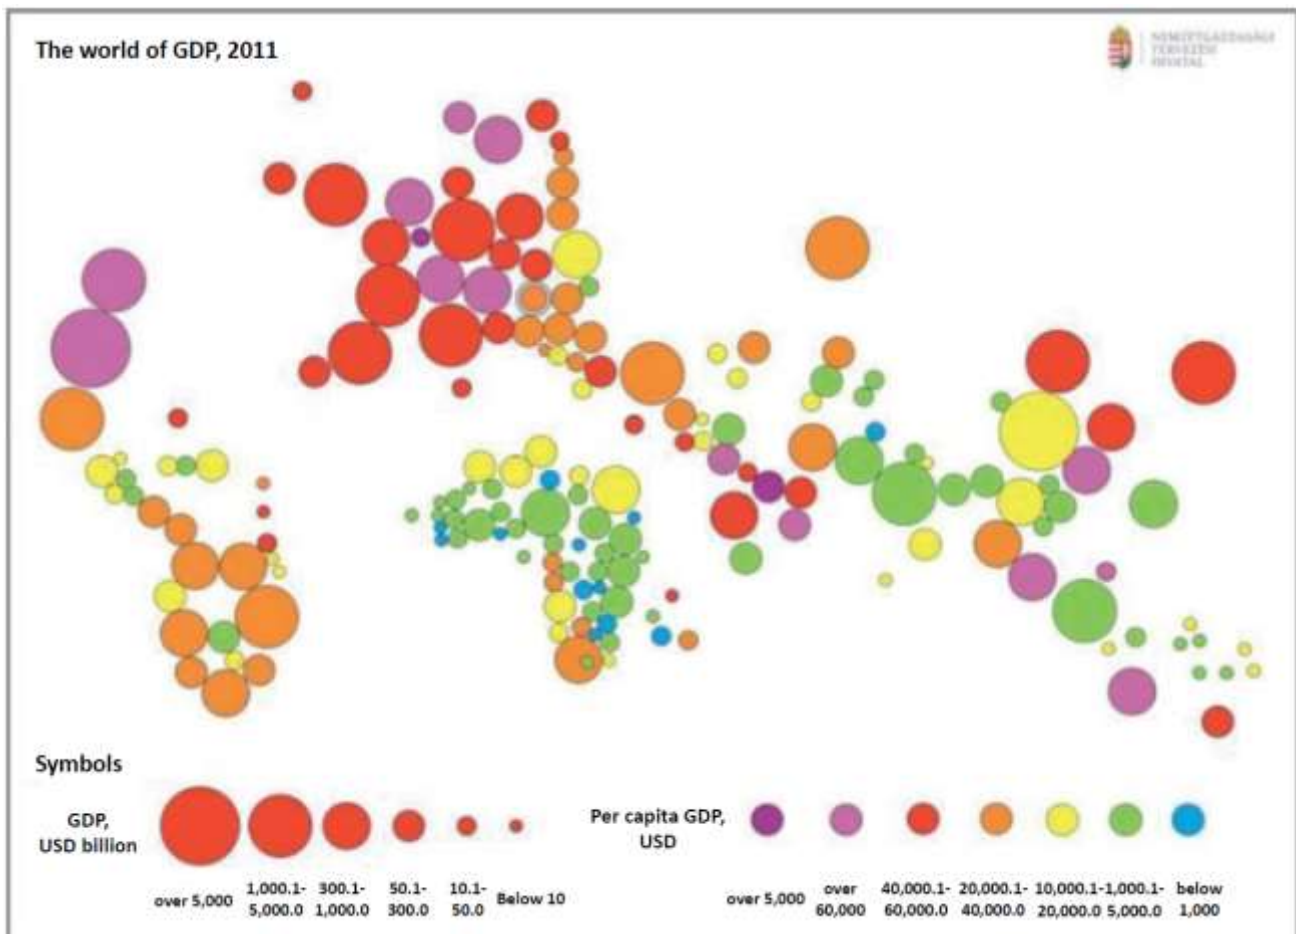 The world of GDP, 2011
NEMZETGAZDASÁGI
TERVEZÉSI
HIVATAL
Symbols
GDP,
USD billion
over 5,000
1,000.1-
5,000.0
300.1-
1,000.0
50.1-
300.0
10.1-
50.0
Below 10
Per capita GDP,
USD
over 5,000
over
60,000
40,000.1-
60,000.0
20,000.1-
40,000.0
10,000.1-
20,000.0
1,000.1-
5,000.0
below
1,000